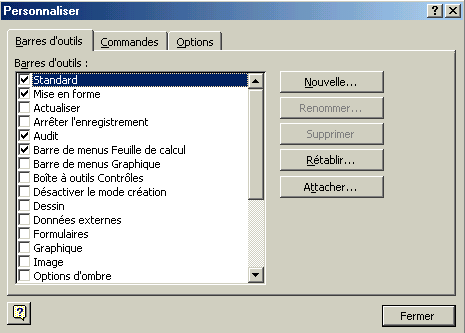 Personnaliser
Barres d'outils Commandes Options
Barres d'outils :
Standard
Mise en forme
Actualiser
Arrêter l'enregistrement
Audit
Barre de menus Feuille de calcul
Barre de menus Graphique
Boîte à outils Contrôles
Désactiver le mode création
Dessin
Données externes
Formulaires
Graphique
Image
Options d'ombre
Nouvelle...
Renommer...
Supprimer
Rétablir...
Attacher...
Fermer